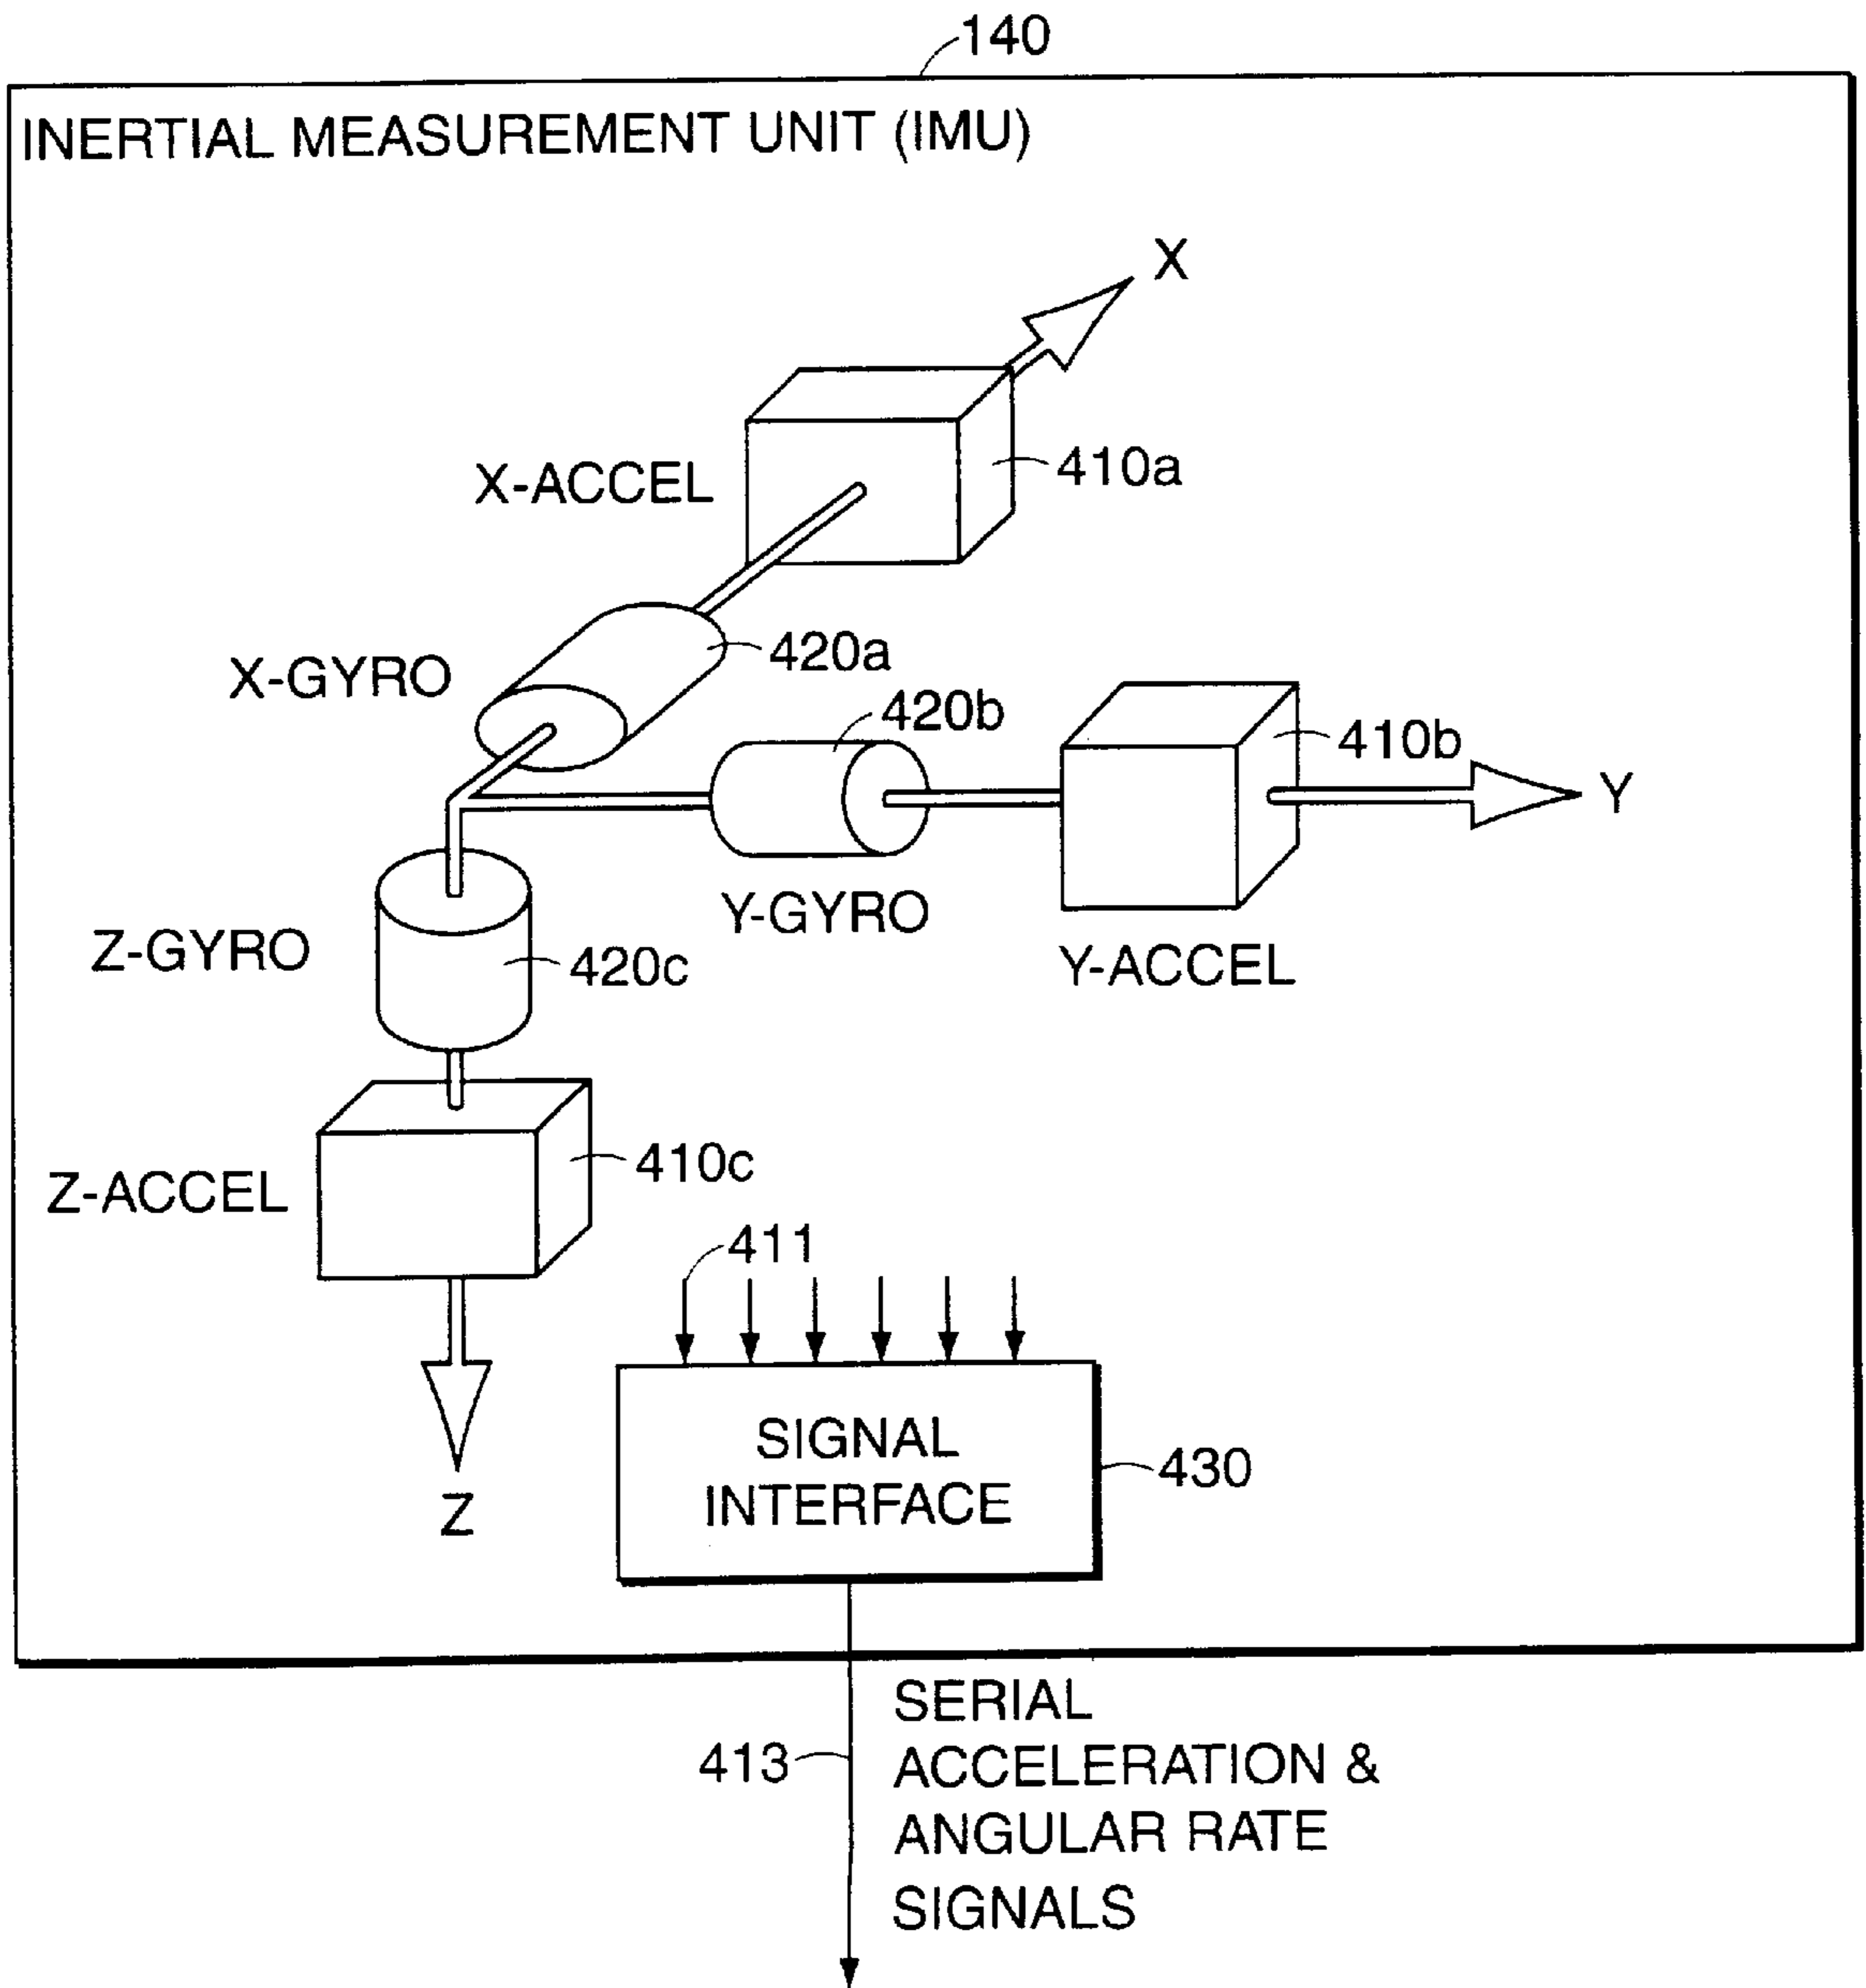 140
INERTIAL MEASUREMENT UNIT (IMU)
X
X-ACCEL
410a
X-GYRO
420a
420b
410b
Y
Y-GYRO
Z-GYRO
420c
Y-ACCEL
Z-ACCEL
410c
411
SIGNAL
INTERFACE
430
Z
SERIAL
413
ACCELERATION &
ANGULAR RATE
SIGNALS